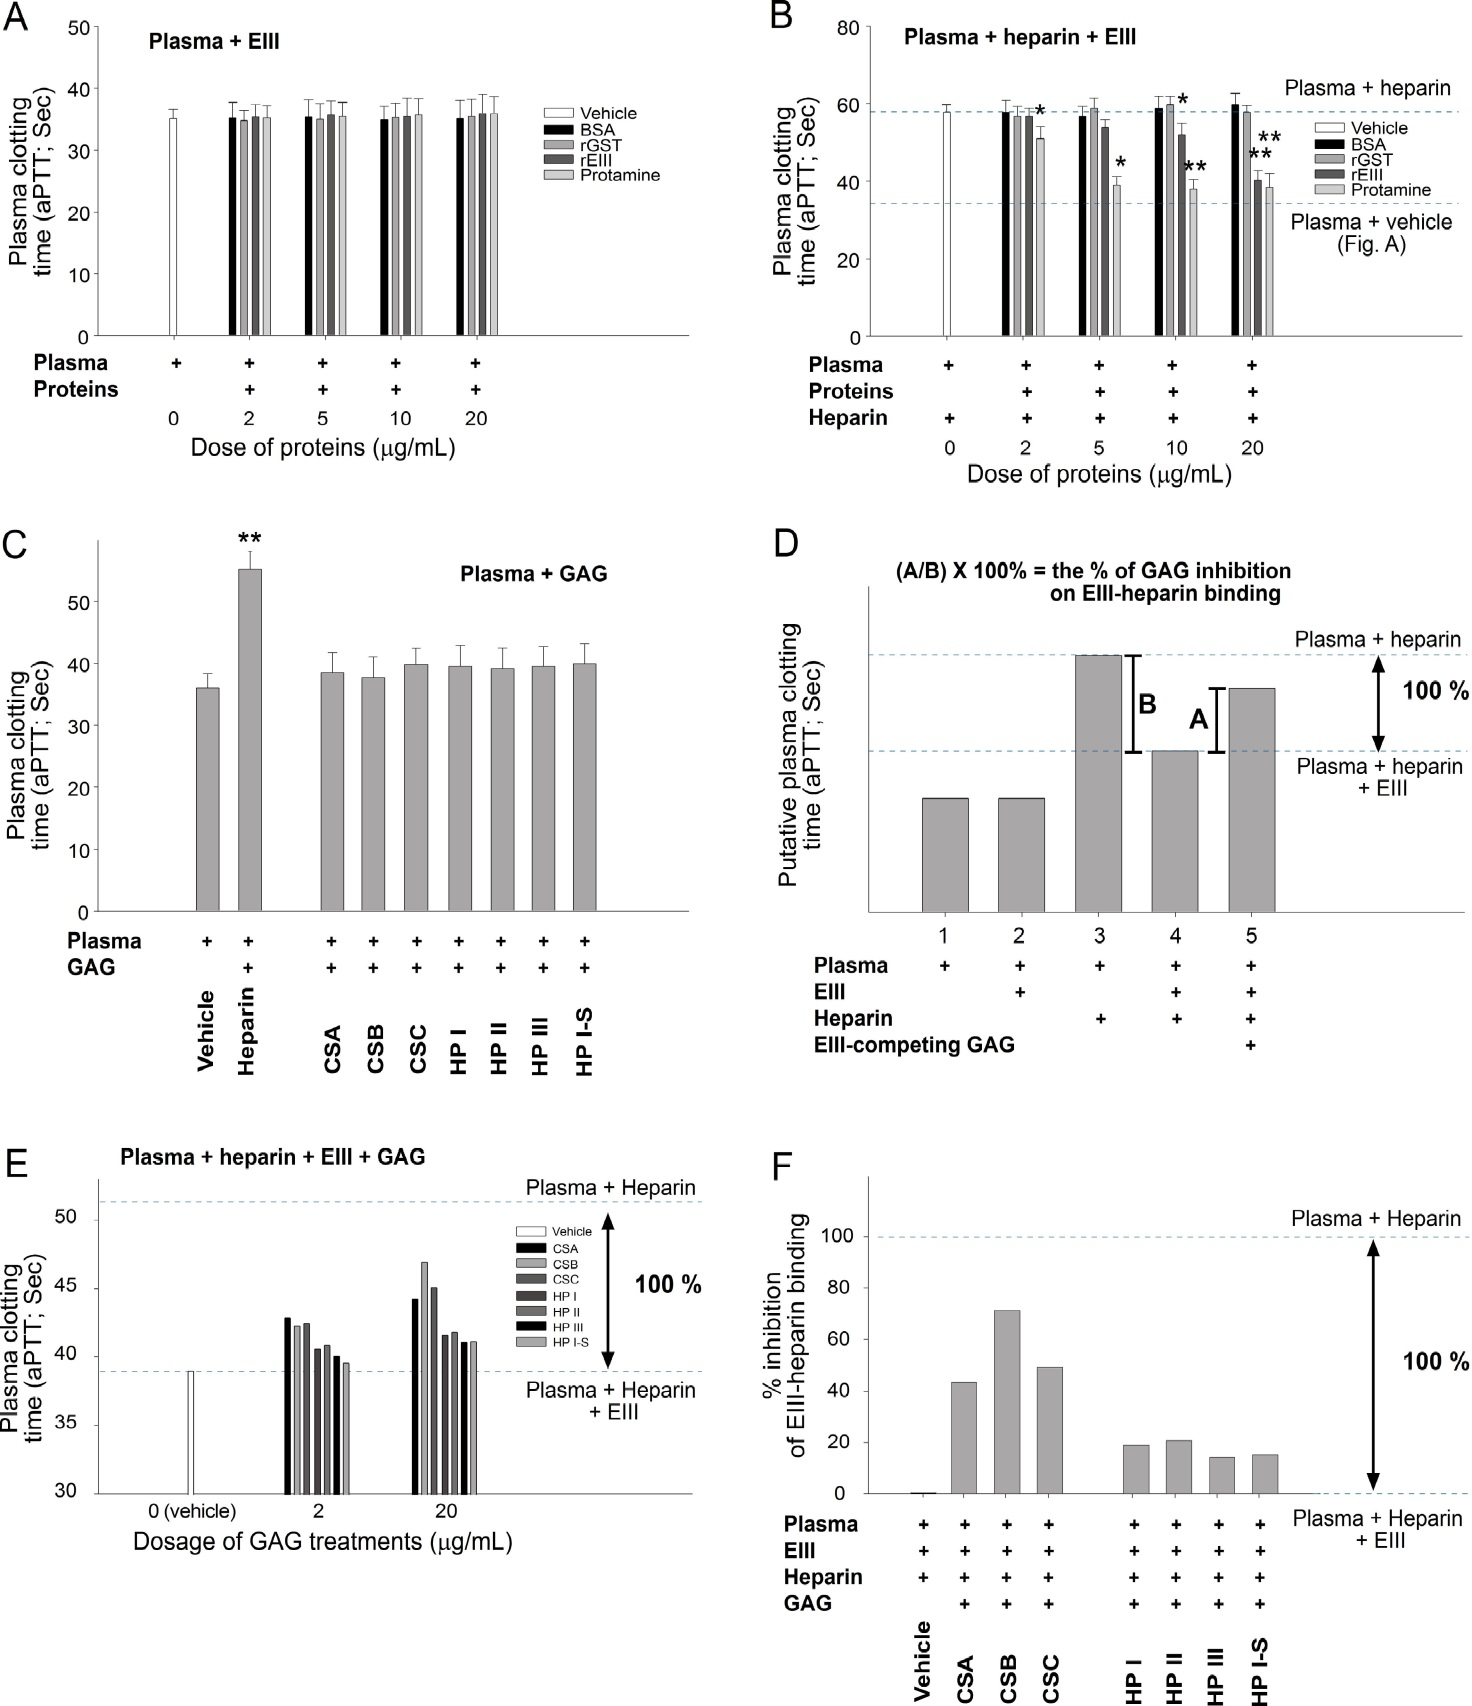 A
Plasma + EIII
50
40
30
20
10
0
Plasma clotting
time (aPTT; Sec)
Vehicle
BSA
rGST
rEIII
Protamine
Plasma + + + + +
Proteins + + + +
0 2 5 10 20
Dose of proteins (μg/mL)
B
Plasma + heparin + EIII
80
60
40
20
0
Plasma clotting
time (aPTT; Sec)
Plasma + heparin
Vehicle
BSA
rGST
rEIII
Protamine
* * * ** ** **
Plasma + vehicle
(Fig. A)
Plasma + + + + +
Proteins + + + +
Heparin + + + + +
0 2 5 10 20
Dose of proteins (μg/mL)
C
**
Plasma + GAG
50
40
30
20
10
0
Plasma clotting
time (aPTT; Sec)
Plasma + + + + + + + + +
GAG + + + + + + + +
Vehicle
Heparin
CSA
CSB
CSC
HP I
HP II
HP III
HP I-S
D
(A/B) X 100% = the % of GAG inhibition
on EIII-heparin binding
Putative plasma clotting
time (aPTT; Sec)
Plasma + heparin
B
A
100 %
Plasma + heparin
+ EIII
1 2 3 4 5
Plasma + + + + +
EIII + + +
Heparin + + +
EIII-competing GAG +
E
Plasma + heparin + EIII + GAG
50
45
40
35
30
Plasma clotting
time (aPTT; Sec)
Plasma + Heparin
Vehicle
CSA
CSB
CSC
HP I
HP II
HP III
HP I-S
100 %
Plasma + Heparin
+ EIII
0 (vehicle) 2 20
Dosage of GAG treatments (μg/mL)
F
100
80
60
40
20
0
% inhibition
of EIII-heparin binding
Plasma + Heparin
100 %
Plasma + Heparin
+ EIII
Plasma + + + + + + + +
EIII + + + + + + + +
Heparin + + + + + + + +
GAG + + + + + + +
Vehicle
CSA
CSB
CSC
HP I
HP II
HP III
HP I-S